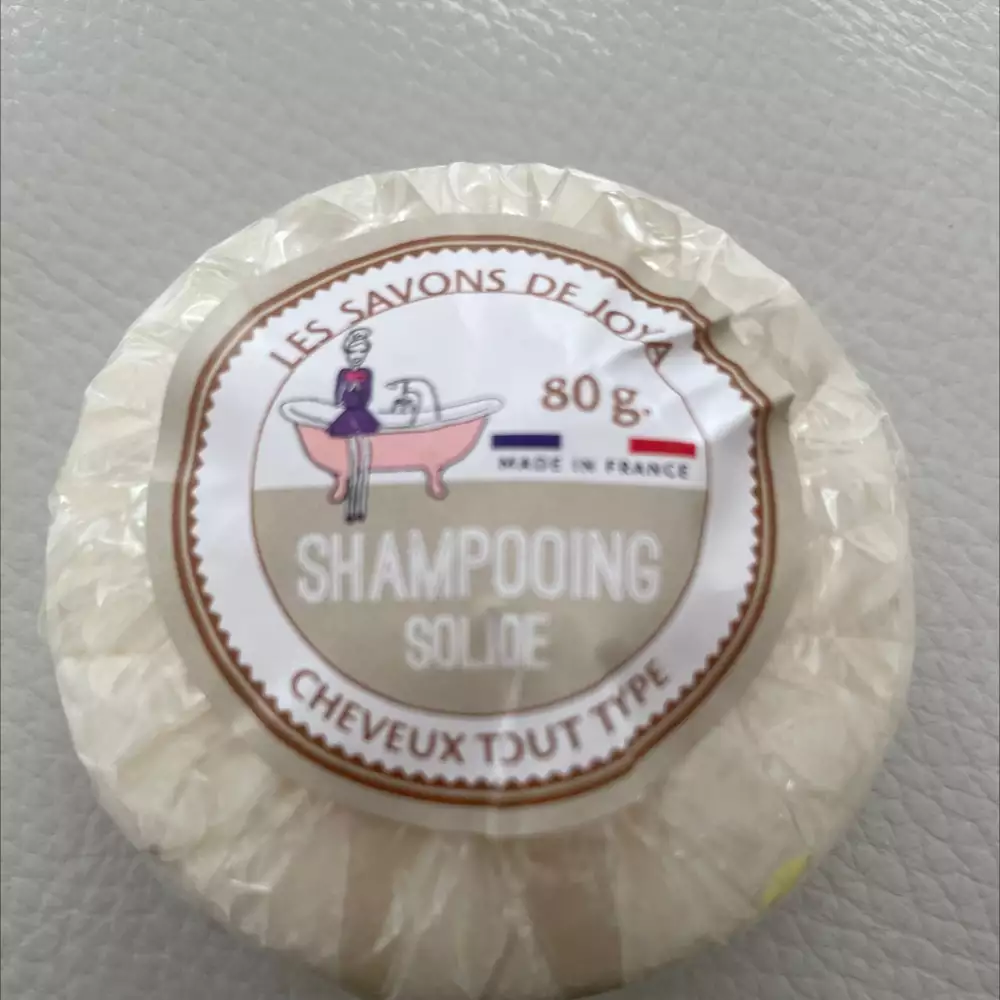 LES SAVONS DE JOYA
80 g.
MADE IN FRANCE
SHAMPOOING
SOLIDE
CHEVEUX TOUT TYPE